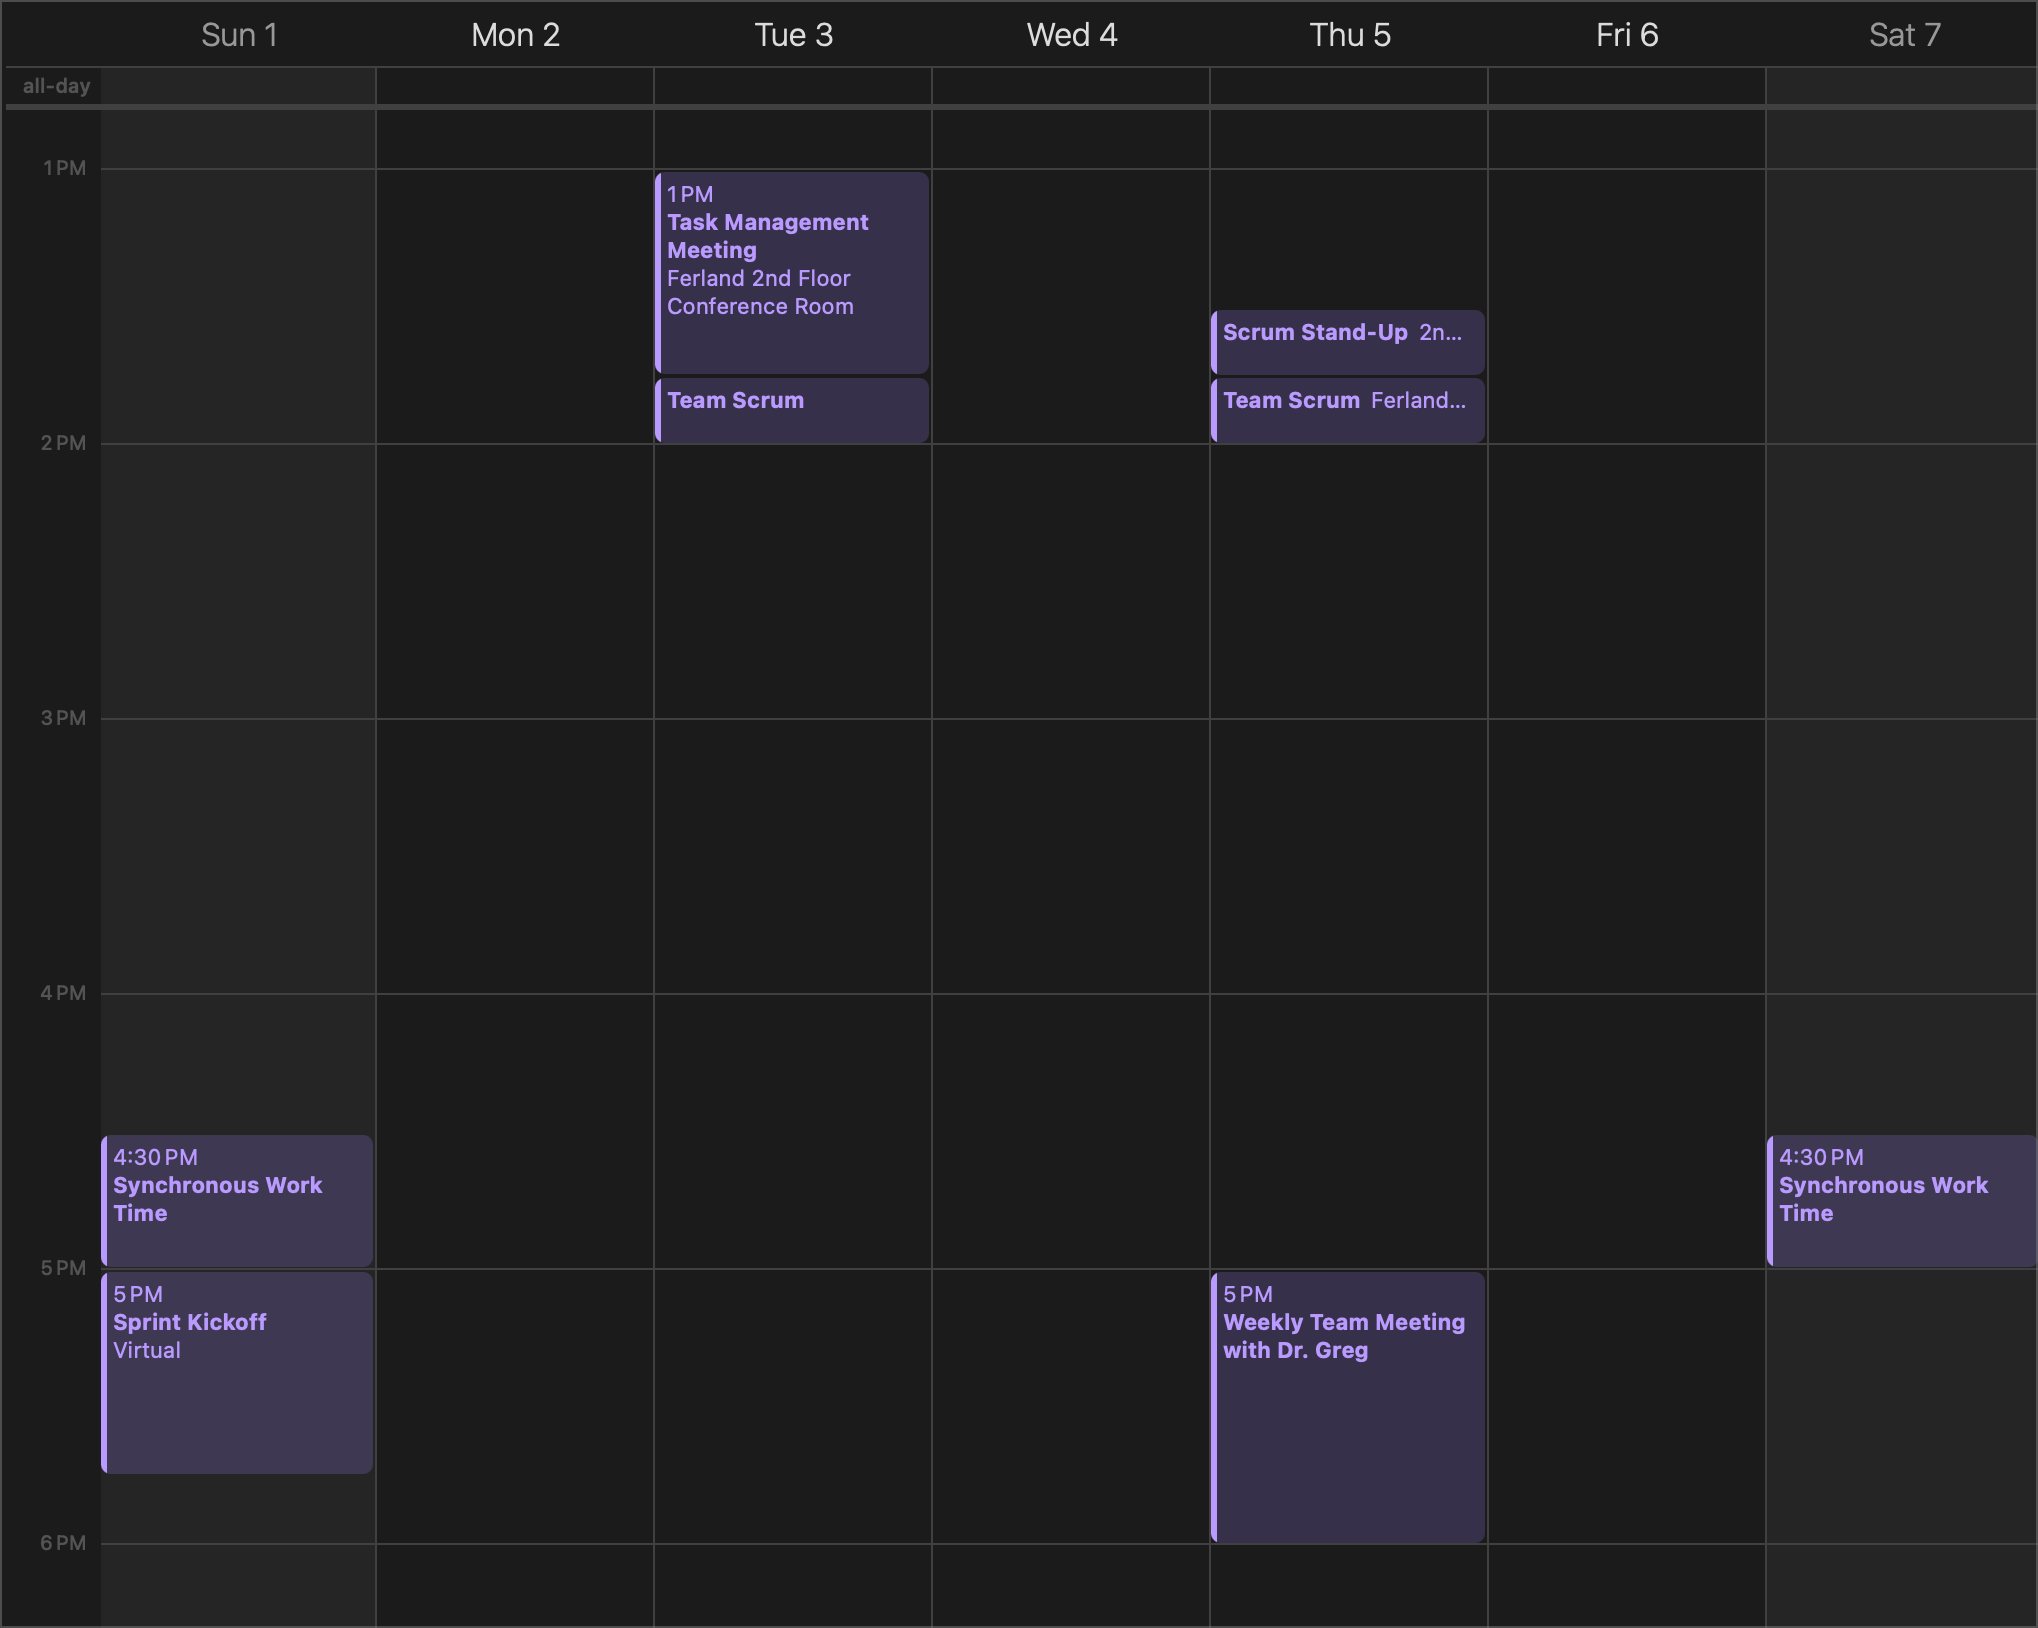 Sun 1 Mon 2 Tue 3 Wed 4 Thu 5 Fri 6 Sat 7
all-day
1 PM
1 PM
Task Management
Meeting
Ferland 2nd Floor
Conference Room
Scrum Stand-Up 2n...
Team Scrum
Team Scrum Ferland...
2 PM
3 PM
4 PM
4:30 PM
Synchronous Work
Time
4:30 PM
Synchronous Work
Time
5 PM
5 PM
Sprint Kickoff
Virtual
5 PM
Weekly Team Meeting
with Dr. Greg
6 PM